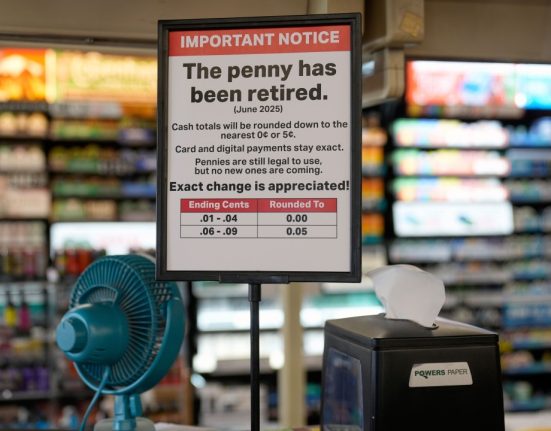 IMPORTANT NOTICE
The penny has
been retired.
(June 2025)
Cash totals will be rounded down to the
nearest 0¢ or 5¢.
Card and digital payments stay exact.
Pennies are still legal to use,
but no new ones are coming.
Exact change is appreciated!
Ending Cents Rounded To
.01 - .04 0.00
.06 - .09 0.05
POWERS PAPER